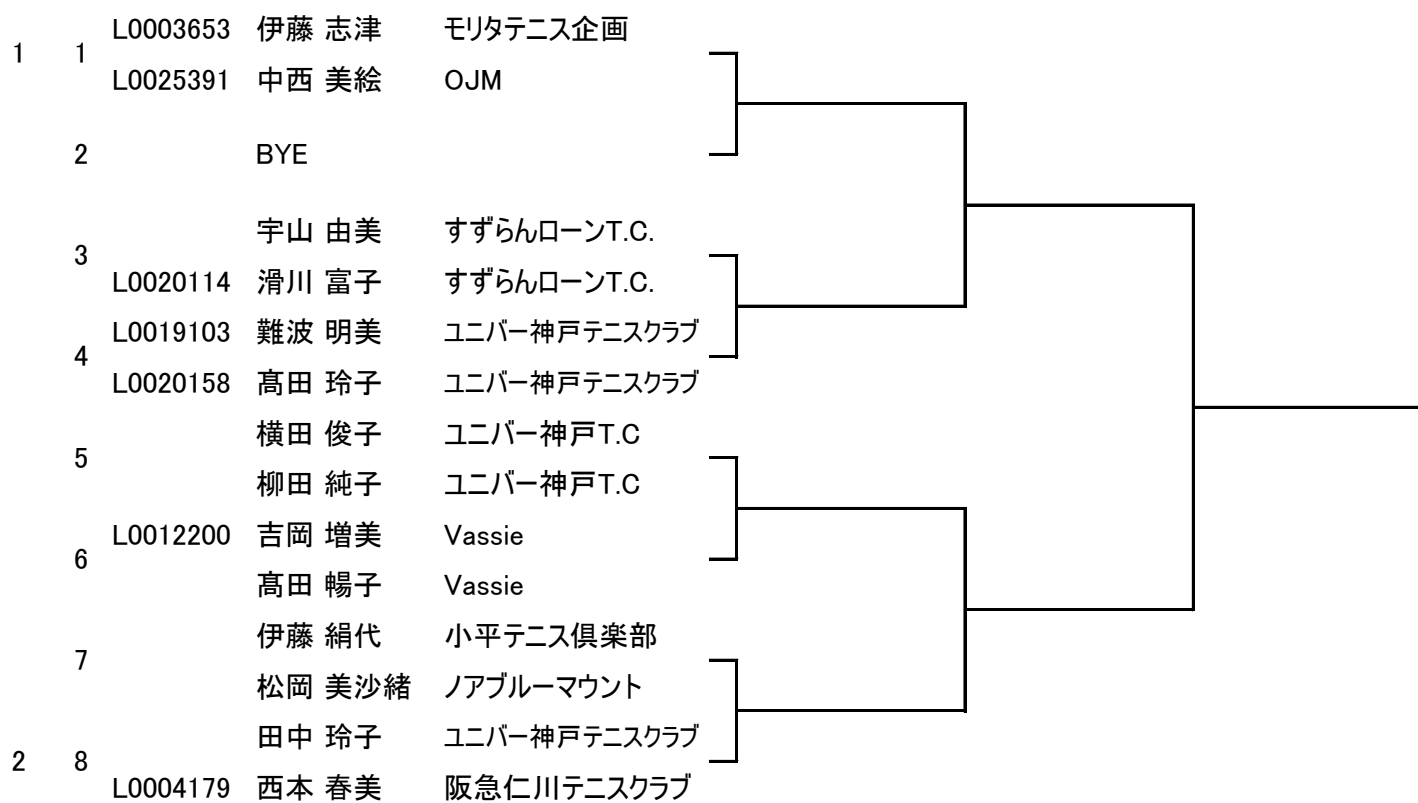 L0003653 伊藤 志津 モリタテニス企画
1 1
L0025391 中西 美絵 OJM
2 BYE
宇山 由美 すずらんローンT.C.
3
L0020114 滑川 富子 すずらんローンT.C.
L0019103 難波 明美 ユニバー神戸テニスクラブ
4
L0020158 髙田 玲子 ユニバー神戸テニスクラブ
横田 俊子 ユニバー神戸T.C
5
柳田 純子 ユニバー神戸T.C
L0012200 吉岡 増美 Vassie
6
髙田 暢子 Vassie
伊藤 絹代 小平テニス倶楽部
7
松岡 美沙緒 ノアブルーマウント
田中 玲子 ユニバー神戸テニスクラブ
2 8
L0004179 西本 春美 阪急仁川テニスクラブ